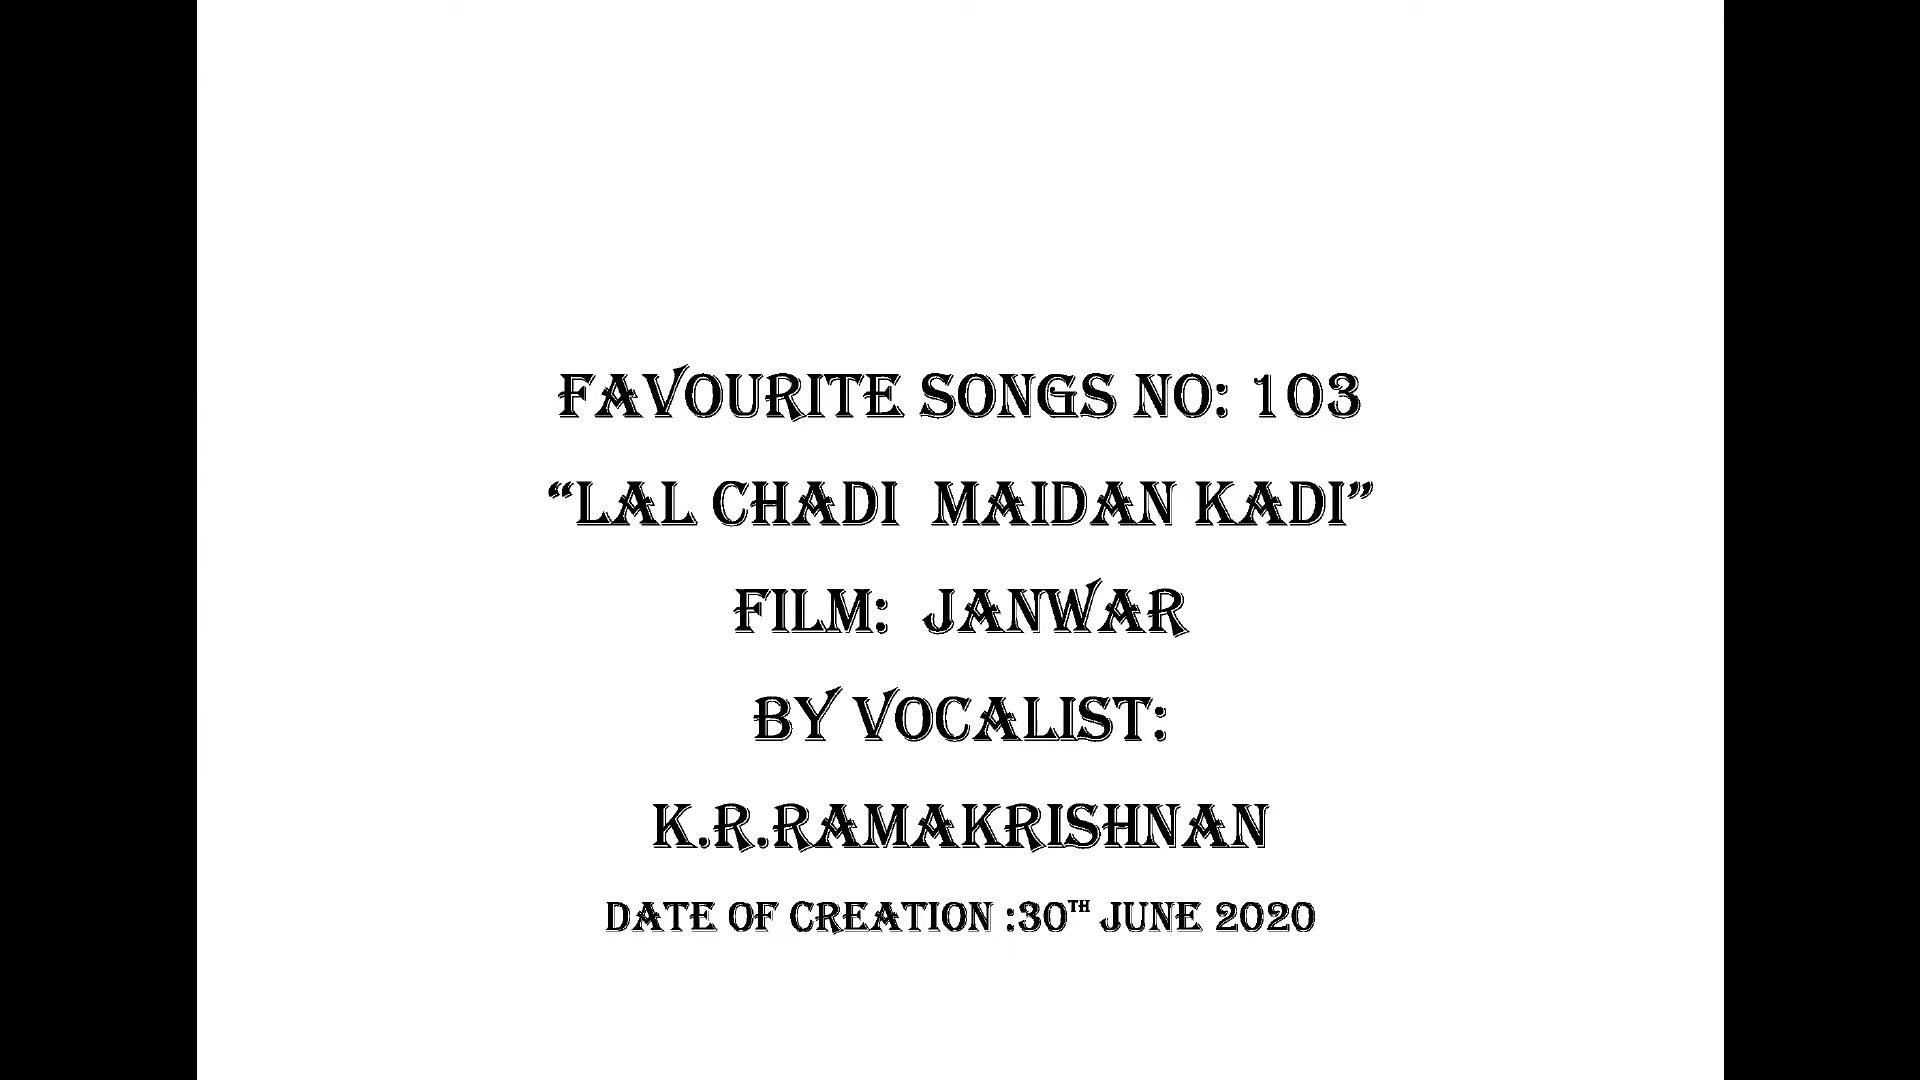 FAVOURITE SONGS NO: 103
“LAL CHADI  MAIDAN KADI”
FILM:  JANWAR
BY VOCALIST:
K.R.RAMAKRISHNAN
DATE OF CREATION :30TH JUNE 2020